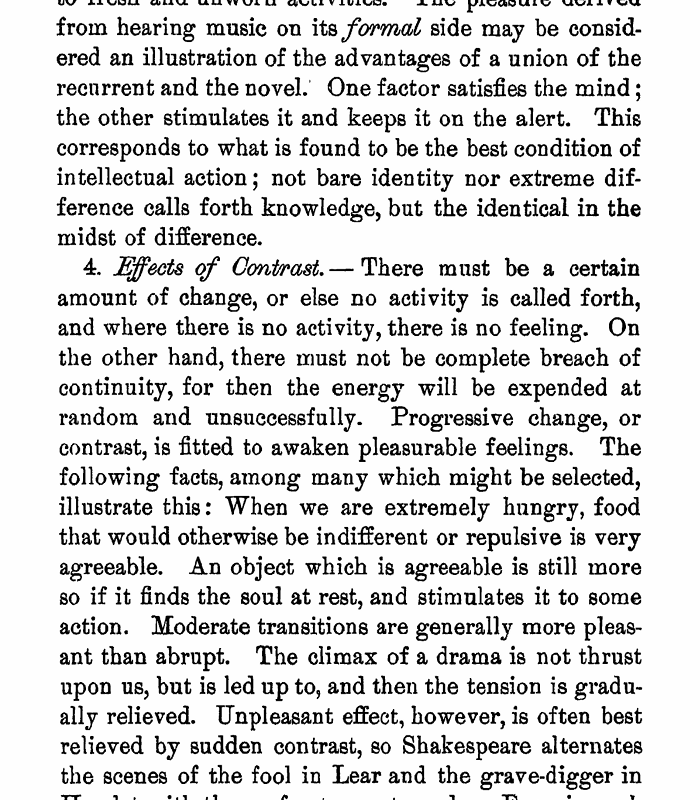 to fresh and unworn activities. The pleasure derived
from hearing music on its formal side may be consid-
ered an illustration of the advantages of a union of the
recurrent and the novel. One factor satisfies the mind;
the other stimulates it and keeps it on the alert. This
corresponds to what is found to be the best condition of
intellectual action; not bare identity nor extreme dif-
ference calls forth knowledge, but the identical in the
midst of difference.
4. Effects of Contrast. — There must be a certain
amount of change, or else no activity is called forth,
and where there is no activity, there is no feeling. On
the other hand, there must not be complete breach of
continuity, for then the energy will be expended at
random and unsuccessfully. Progressive change, or
contrast, is fitted to awaken pleasurable feelings. The
following facts, among many which might be selected,
illustrate this: When we are extremely hungry, food
that would otherwise be indifferent or repulsive is very
agreeable. An object which is agreeable is still more
so if it finds the soul at rest, and stimulates it to some
action. Moderate transitions are generally more pleas-
ant than abrupt. The climax of a drama is not thrust
upon us, but is led up to, and then the tension is gradu-
ally relieved. Unpleasant effect, however, is often best
relieved by sudden contrast, so Shakespeare alternates
the scenes of the fool in Lear and the grave-digger in